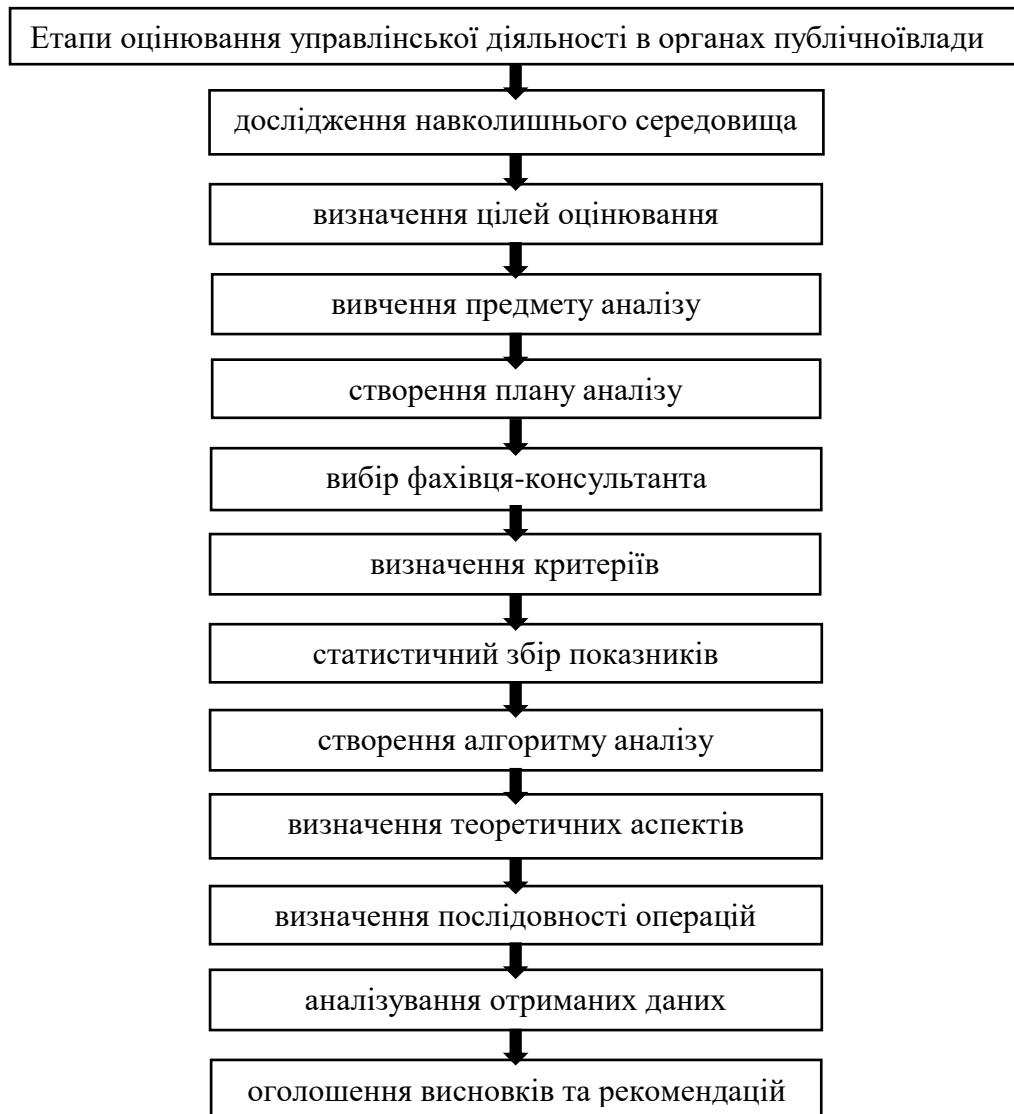 Етапи оцінювання управлінської діяльності в органах публічноївлади
дослідження навколишнього середовища
визначення цілей оцінювання
вивчення предмету аналізу
створення плану аналізу
вибір фахівця-консультанта
визначення критеріїв
статистичний збір показників
створення алгоритму аналізу
визначення теоретичних аспектів
визначення послідовності операцій
аналізування отриманих даних
оголошення висновків та рекомендацій